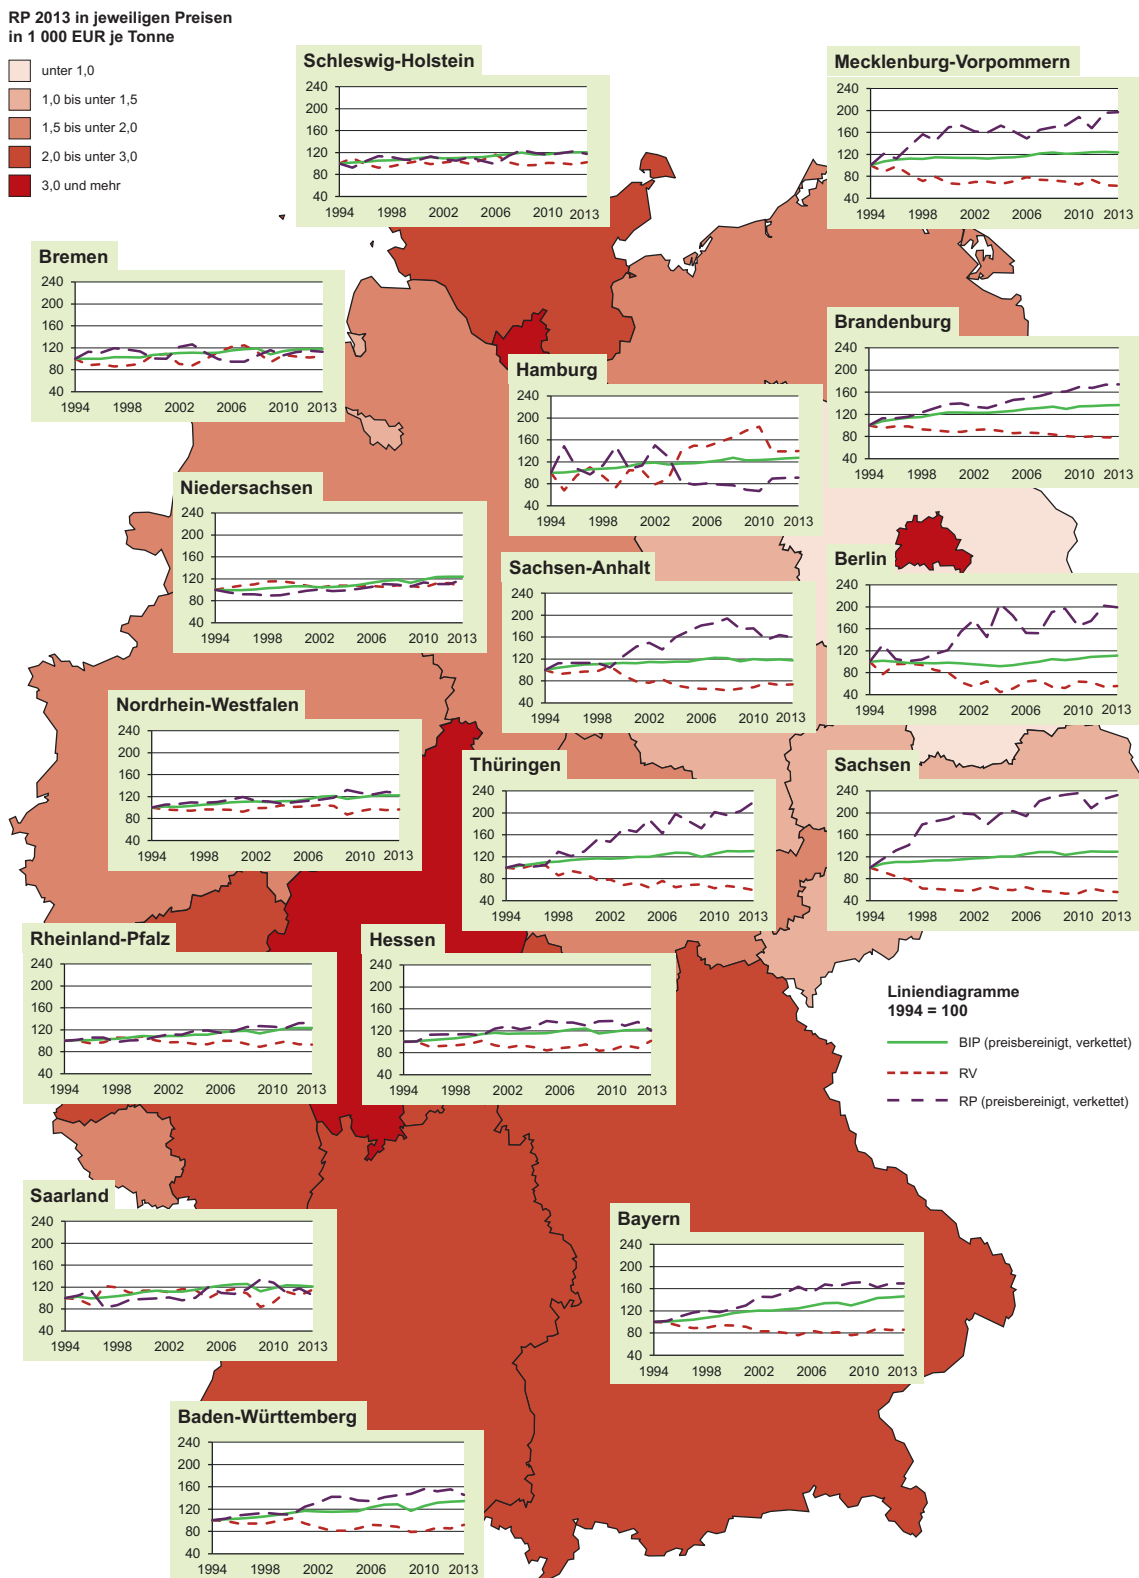 RP 2013 in jeweiligen Preisen
in 1 000 EUR je Tonne
unter 1,0
1,0 bis unter 1,5
1,5 bis unter 2,0
2,0 bis unter 3,0
3,0 und mehr
Schleswig-Holstein
240
200
160
120
80
40
1994 1998 2002 2006 2010 2013
Mecklenburg-Vorpommern
240
200
160
120
80
40
1994 1998 2002 2006 2010 2013
Bremen
240
200
160
120
80
40
1994 1998 2002 2006 2010 2013
Brandenburg
240
200
160
120
80
40
1994 1998 2002 2006 2010 2013
Hamburg
240
200
160
120
80
40
1994 1998 2002 2006 2010 2013
Niedersachsen
240
200
160
120
80
40
1994 1998 2002 2006 2010 2013
Sachsen-Anhalt
240
200
160
120
80
40
1994 1998 2002 2006 2010 2013
Berlin
240
200
160
120
80
40
1994 1998 2002 2006 2010 2013
Nordrhein-Westfalen
240
200
160
120
80
40
1994 1998 2002 2006 2010 2013
Thüringen
240
200
160
120
80
40
1994 1998 2002 2006 2010 2013
Sachsen
240
200
160
120
80
40
1994 1998 2002 2006 2010 2013
Rheinland-Pfalz
240
200
160
120
80
40
1994 1998 2002 2006 2010 2013
Hessen
240
200
160
120
80
40
1994 1998 2002 2006 2010 2013
Liniendiagramme
1994 = 100
BIP (preisbereinigt, verkettet)
RV
RP (preisbereinigt, verkettet)
Saarland
240
200
160
120
80
40
1994 1998 2002 2006 2010 2013
Bayern
240
200
160
120
80
40
1994 1998 2002 2006 2010 2013
Baden-Württemberg
240
200
160
120
80
40
1994 1998 2002 2006 2010 2013